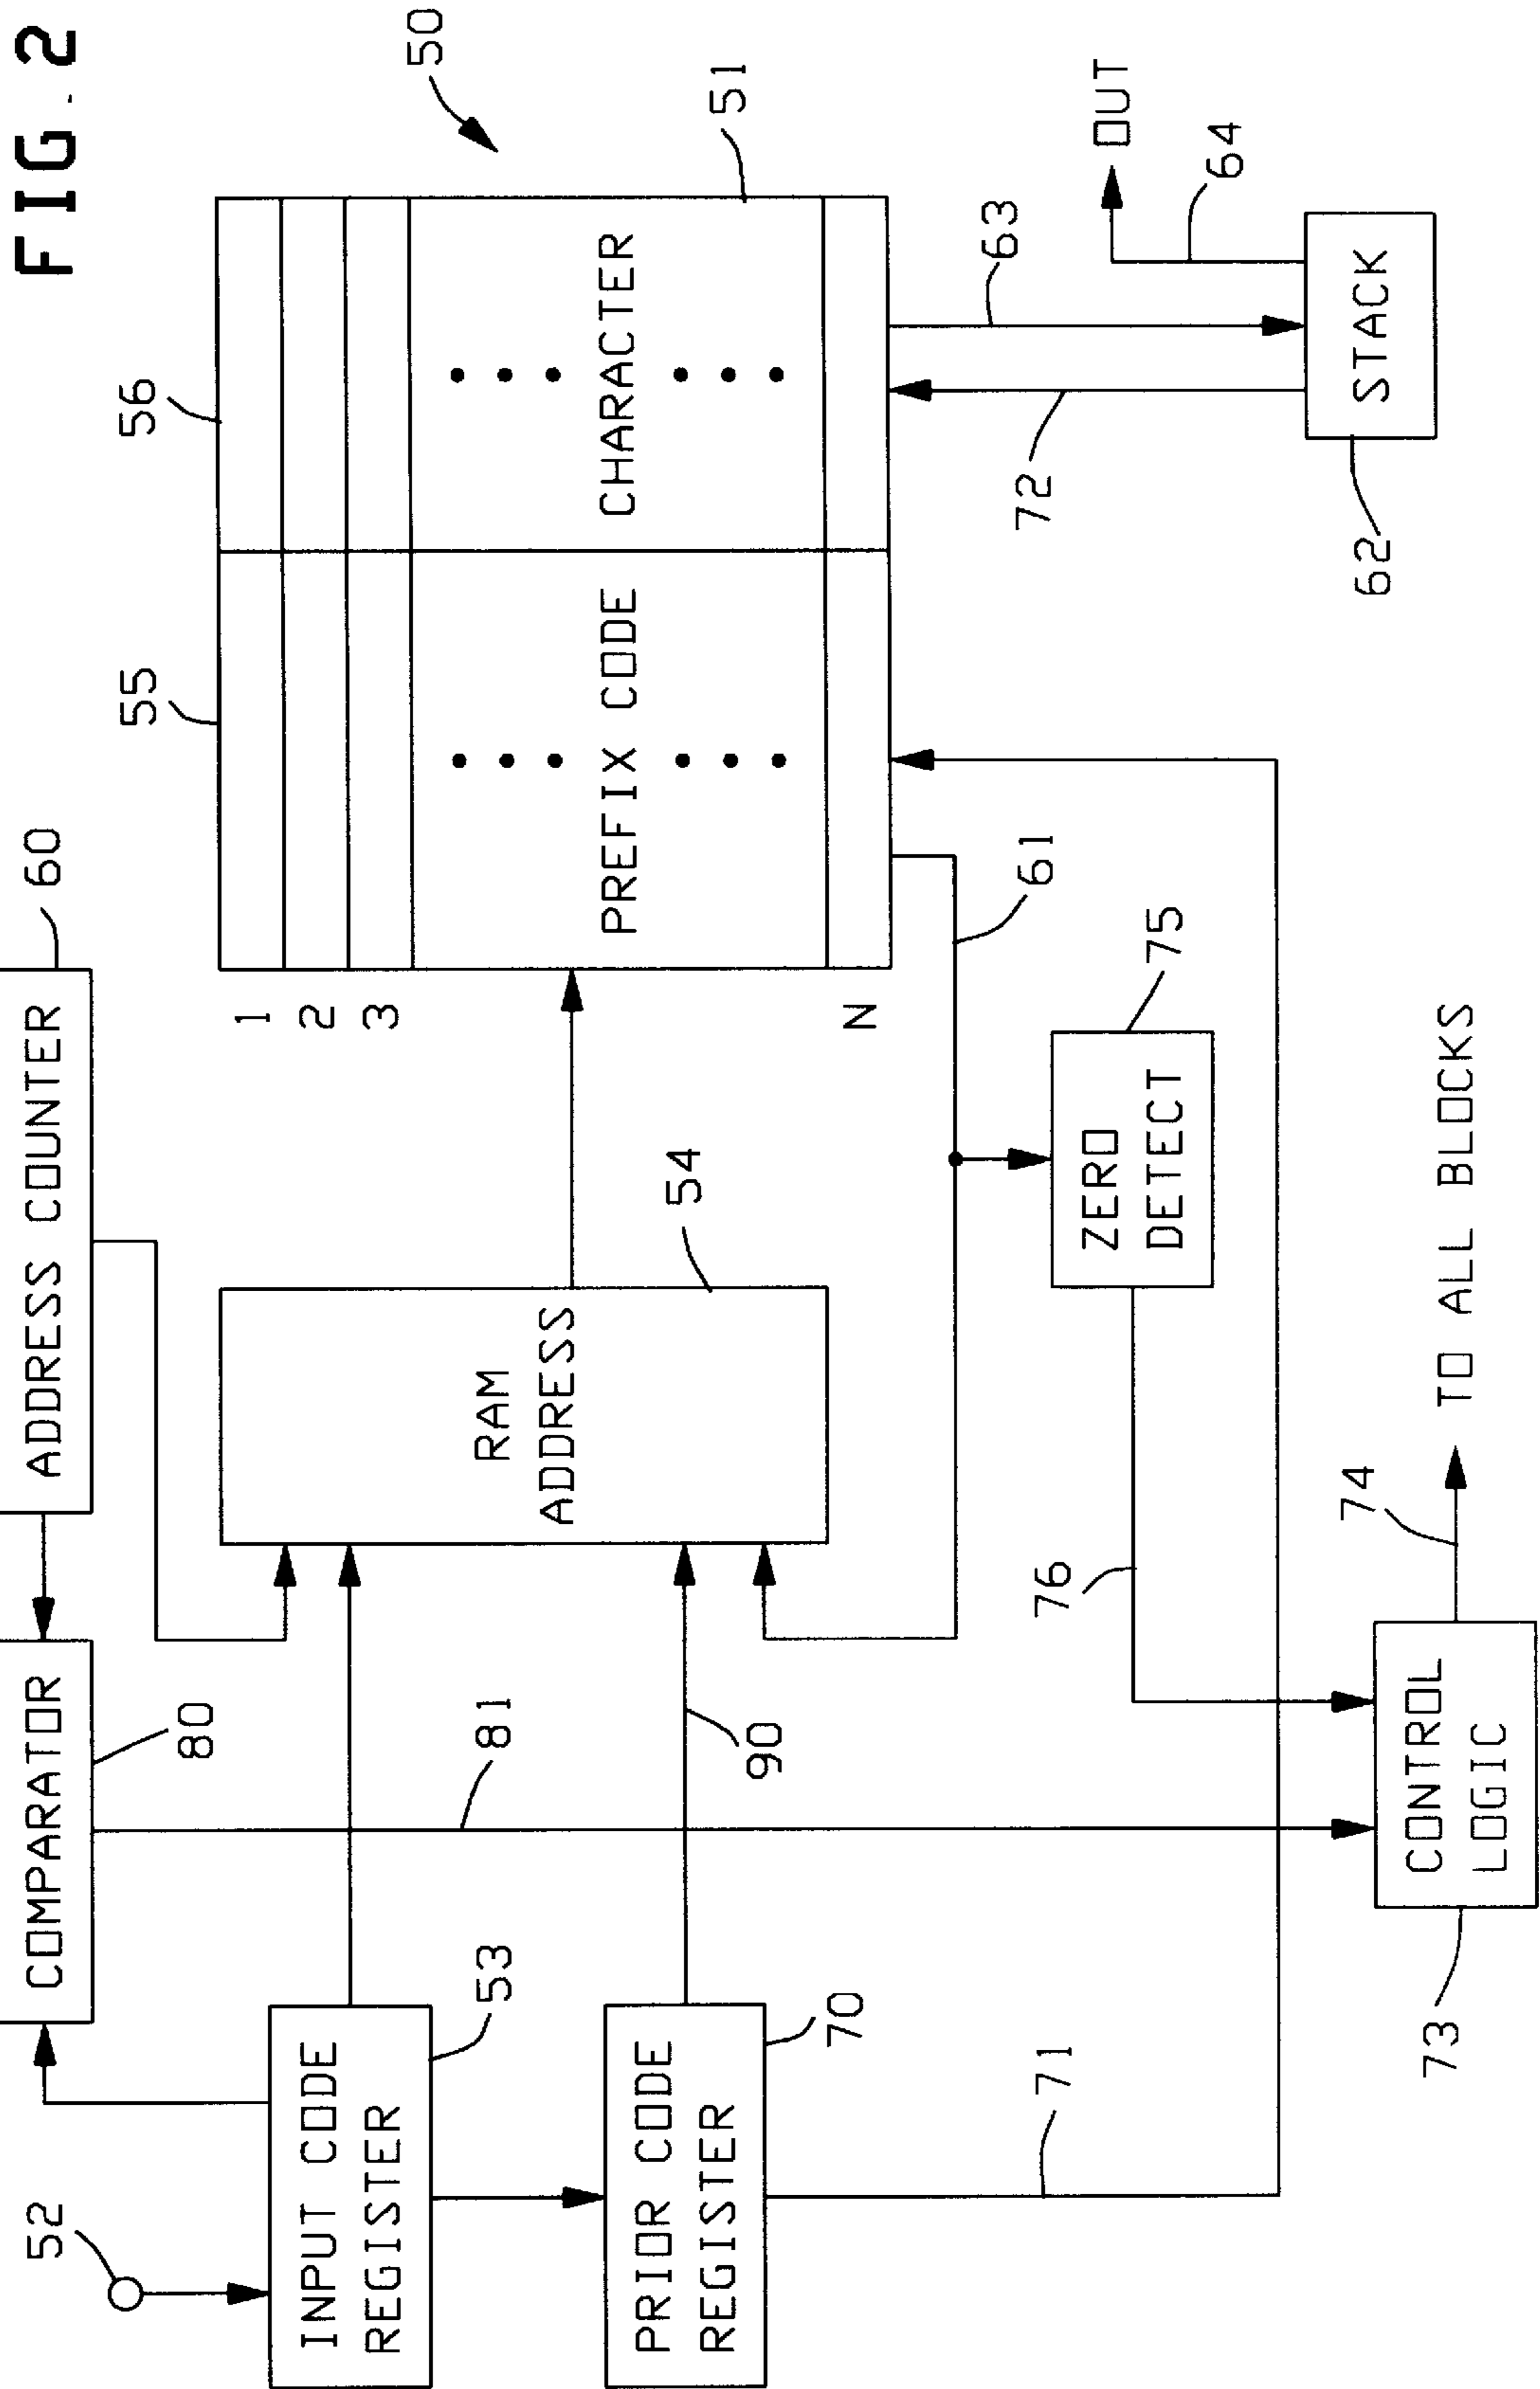 FIG. 2
COMPARATOR
80
ADDRESS COUNTER
60
50
52
55
56
1
2
3
N
INPUT CODE
REGISTER
53
81
RAM
ADDRESS
54
PREFIX CODE
CHARACTER
51
PRIOR CODE
REGISTER
70
90
61
72
63
OUT
64
71
76
ZERO
DETECT
75
STACK
62
CONTROL
LOGIC
73
74
TO ALL BLOCKS